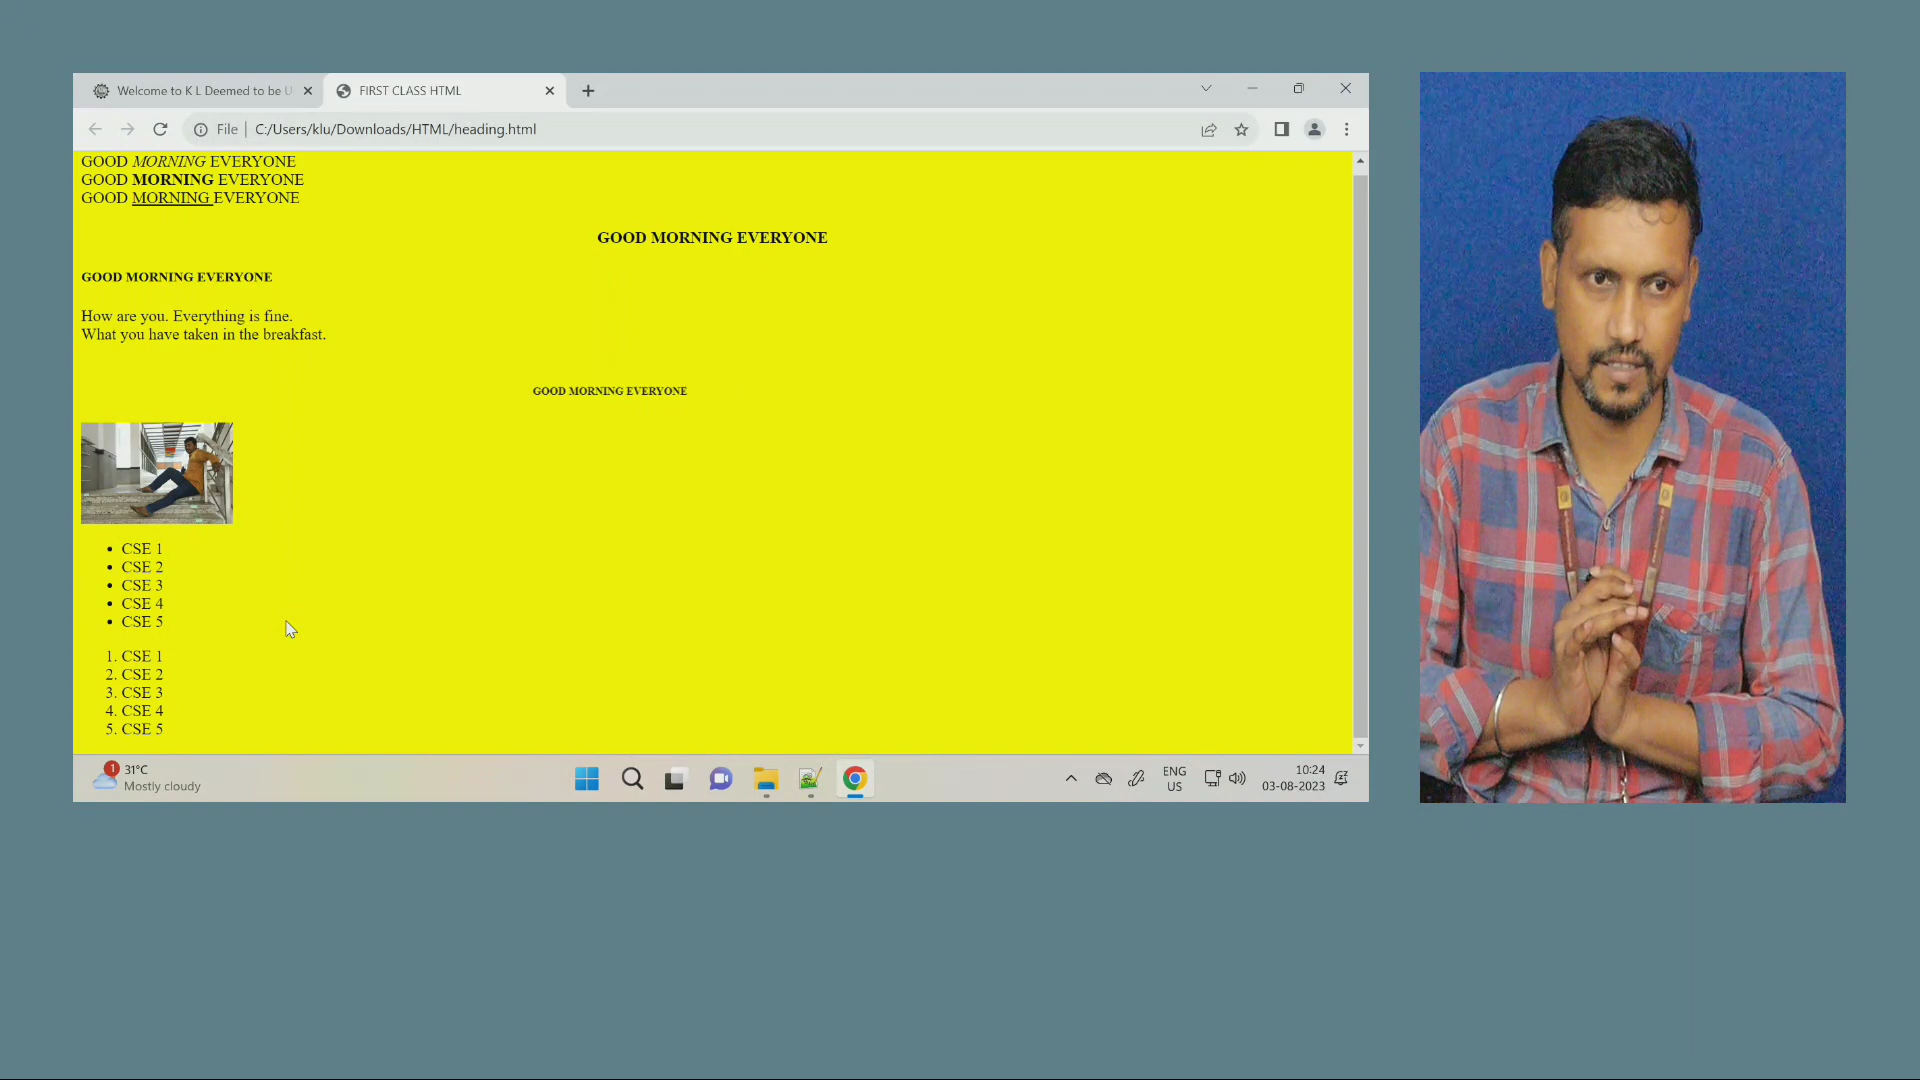 Welcome to K L Deemed to be U
FIRST CLASS HTML
File
C:/Users/klu/Downloads/HTML/heading.html
GOOD MORNING EVERYONE
GOOD MORNING EVERYONE
GOOD MORNING EVERYONE
GOOD MORNING EVERYONE
GOOD MORNING EVERYONE
How are you. Everything is fine.
What you have taken in the breakfast.
GOOD MORNING EVERYONE
• CSE 1
• CSE 2
• CSE 3
• CSE 4
• CSE 5
1. CSE 1
2. CSE 2
3. CSE 3
4. CSE 4
5. CSE 5
1
31°C
Mostly cloudy
ENG
US
10:24
03-08-2023